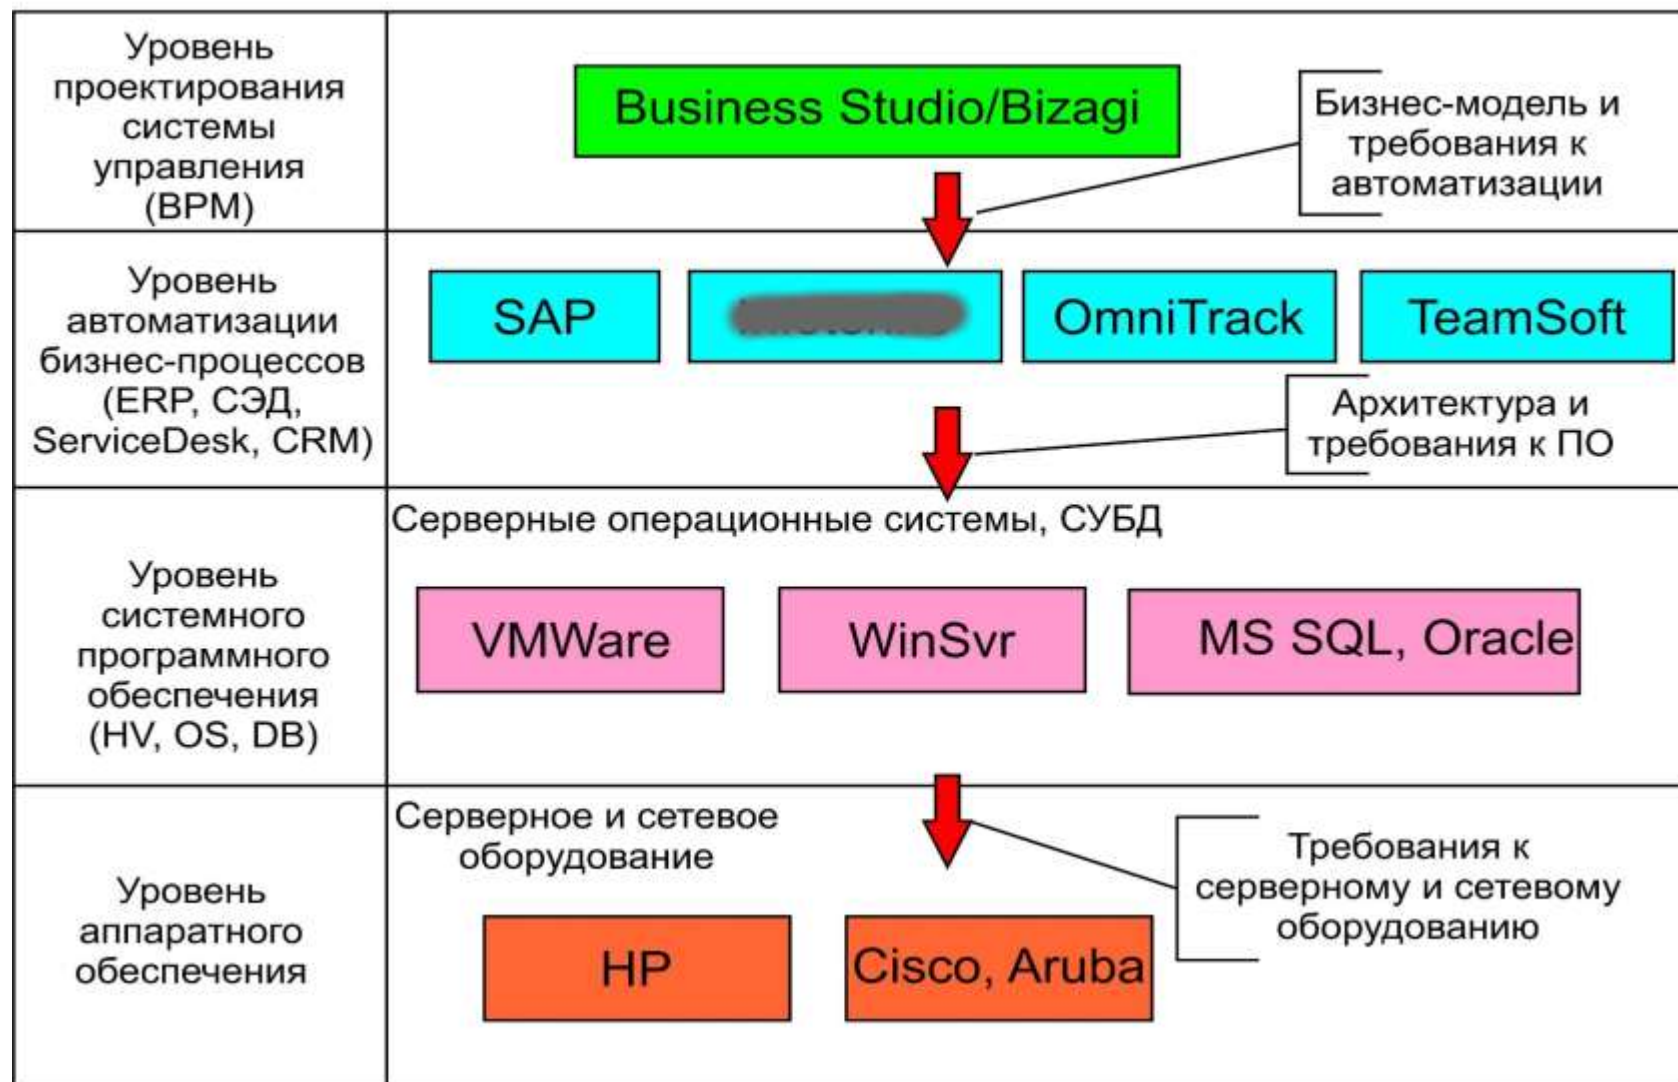 Уровень
проектирования
системы
управления
(BPM)
Business Studio/Bizagi
Бизнес-модель и
требования к
автоматизации
Уровень
автоматизации
бизнес-процессов
(ERP, СЭД,
ServiceDesk, CRM)
SAP
OmniTrack
TeamSoft
Архитектура и
требования к ПО
Уровень
системного
программного
обеспечения
(HV, OS, DB)
Серверные операционные системы, СУБД
VMWare
WinSvr
MS SQL, Oracle
Уровень
аппаратного
обеспечения
Серверное и сетевое
оборудование
HP
Cisco, Aruba
Требования к
серверному и сетевому
оборудованию